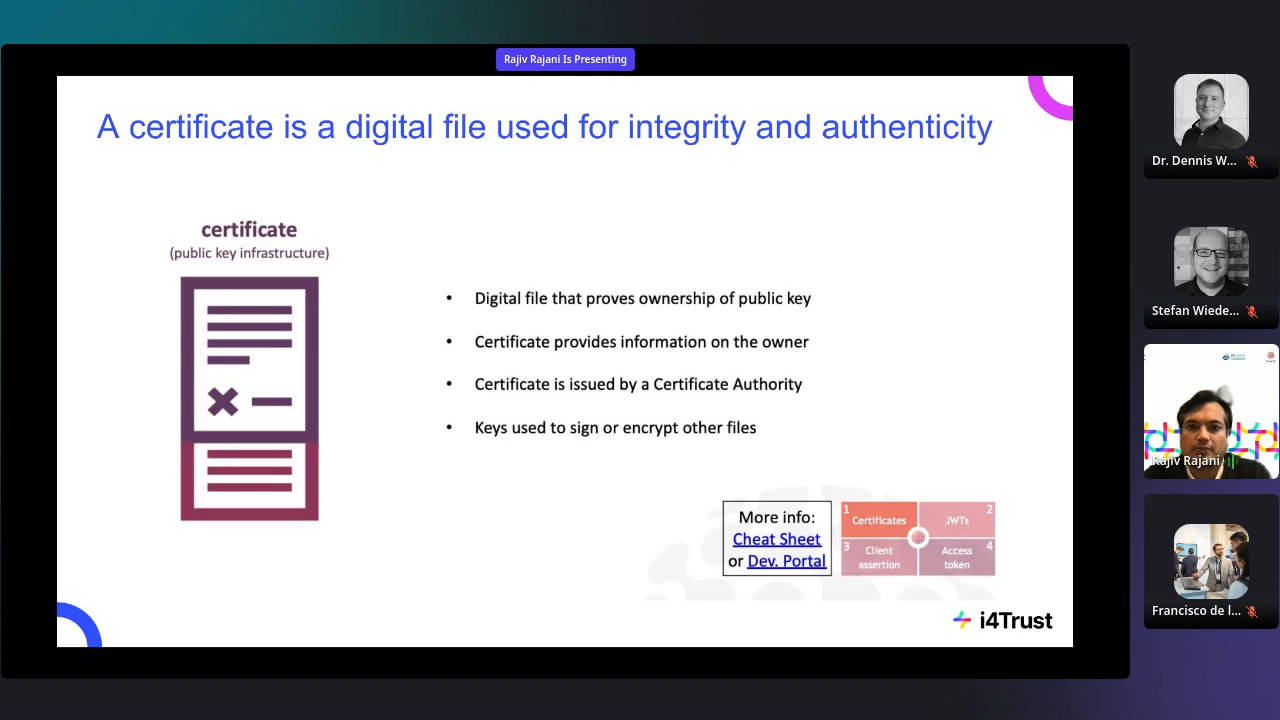 Rajiv Rajani Is Presenting
A certificate is a digital file used for integrity and authenticity
certificate
(public key infrastructure)
• Digital file that proves ownership of public key
• Certificate provides information on the owner
• Certificate is issued by a Certificate Authority
• Keys used to sign or encrypt other files
More info:
Cheat Sheet
or Dev. Portal
1 Certificates
JWTs 2
3 Client
assertion
Access 4
token
i4Trust
Dr. Dennis W...
Stefan Wiede...
Rajiv Rajani
Francisco de l...